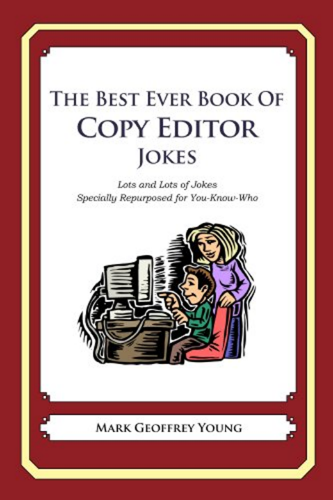 The Best Ever Book Of
Copy Editor
Jokes
Lots and Lots of Jokes
Specially Repurposed for You-Know-Who
Mark Geoffrey Young